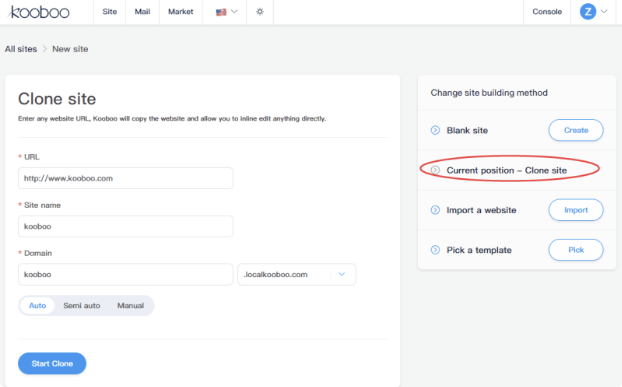 kooboo
Site Mail Market
Console Z
All sites > New site
Clone site
Enter any website URL, Kooboo will copy the website and allow you to inline edit anything directly.
* URL
http://www.kooboo.com
* Site name
kooboo
* Domain
kooboo .localkooboo.com
Auto Semi auto Manual
Start Clone
Change site building method
Blank site Create
Current position – Clone site
Import a website Import
Pick a template Pick